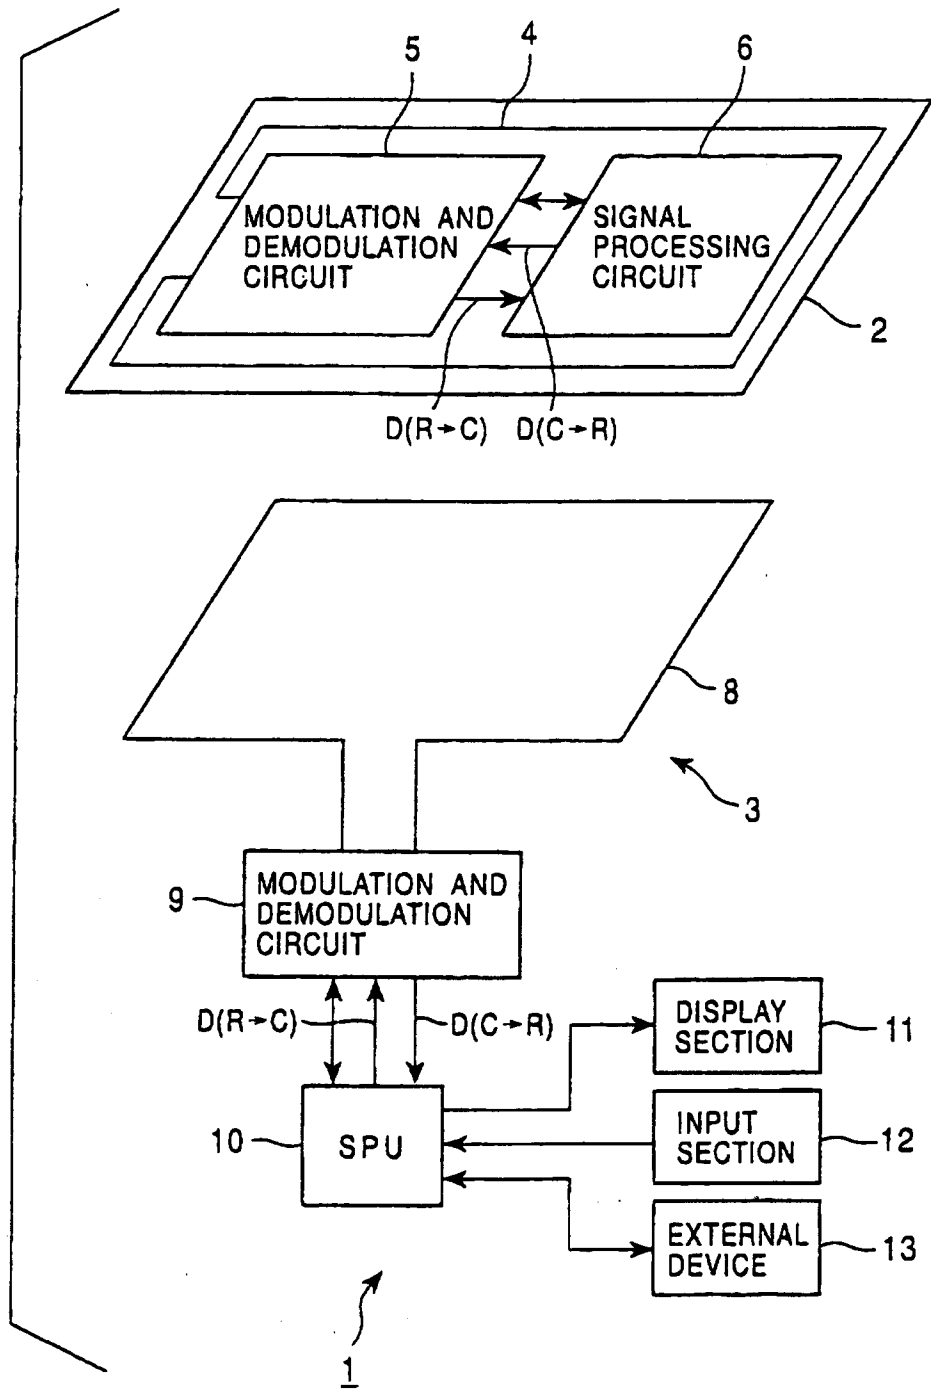 5
4
6
MODULATION AND
DEMODULATION
CIRCUIT
SIGNAL
PROCESSING
CIRCUIT
2
D(R→C)
D(C→R)
8
3
9
MODULATION AND
DEMODULATION
CIRCUIT
D(R→C)
D(C→R)
DISPLAY
SECTION
11
10
SPU
INPUT
SECTION
12
EXTERNAL
DEVICE
13
1